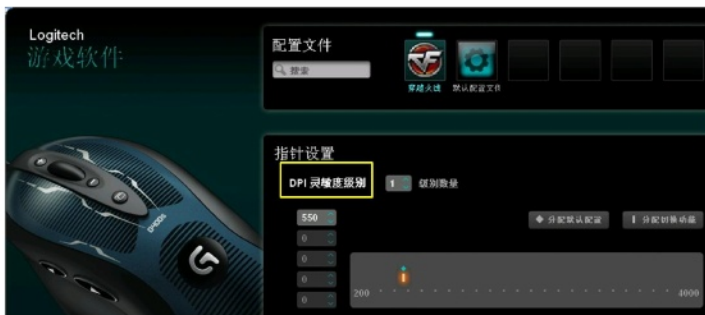 Logitech
游戏软件
配置文件
搜索
穿越火线 默认配置文件
指针设置
DPI 灵敏度级别 1 级别数量
550
分配默认配置 分配切换功能
0
0
0
0
200 4000
G400S
G